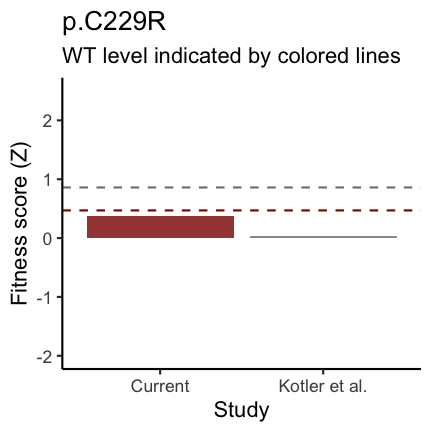 p.C229R
WT level indicated by colored lines
Fitness score (Z)
2
1
0
-1
-2
Current
Kotler et al.
Study